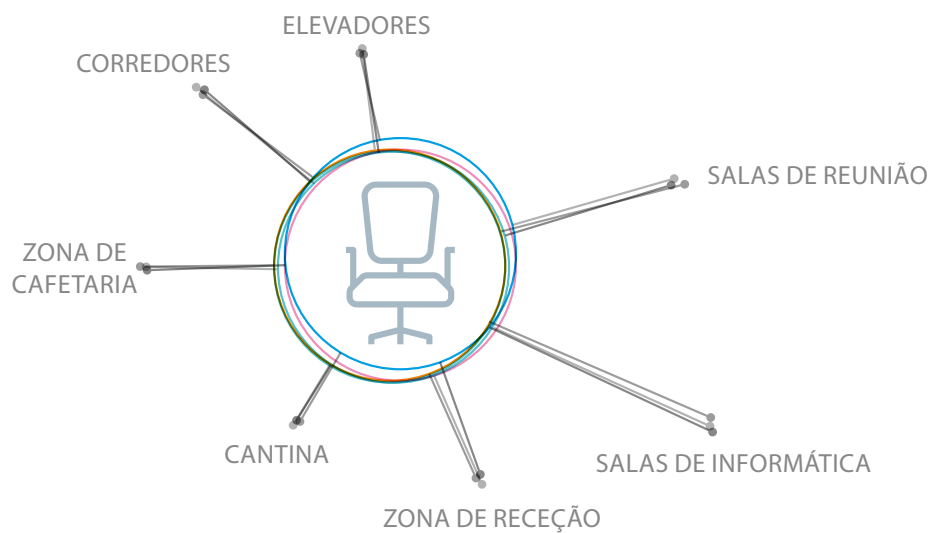 ELEVADORES
CORREDORES
SALAS DE REUNIÃO
ZONA DE
CAFETARIA
CANTINA
SALAS DE INFORMÁTICA
ZONA DE RECEÇÃO